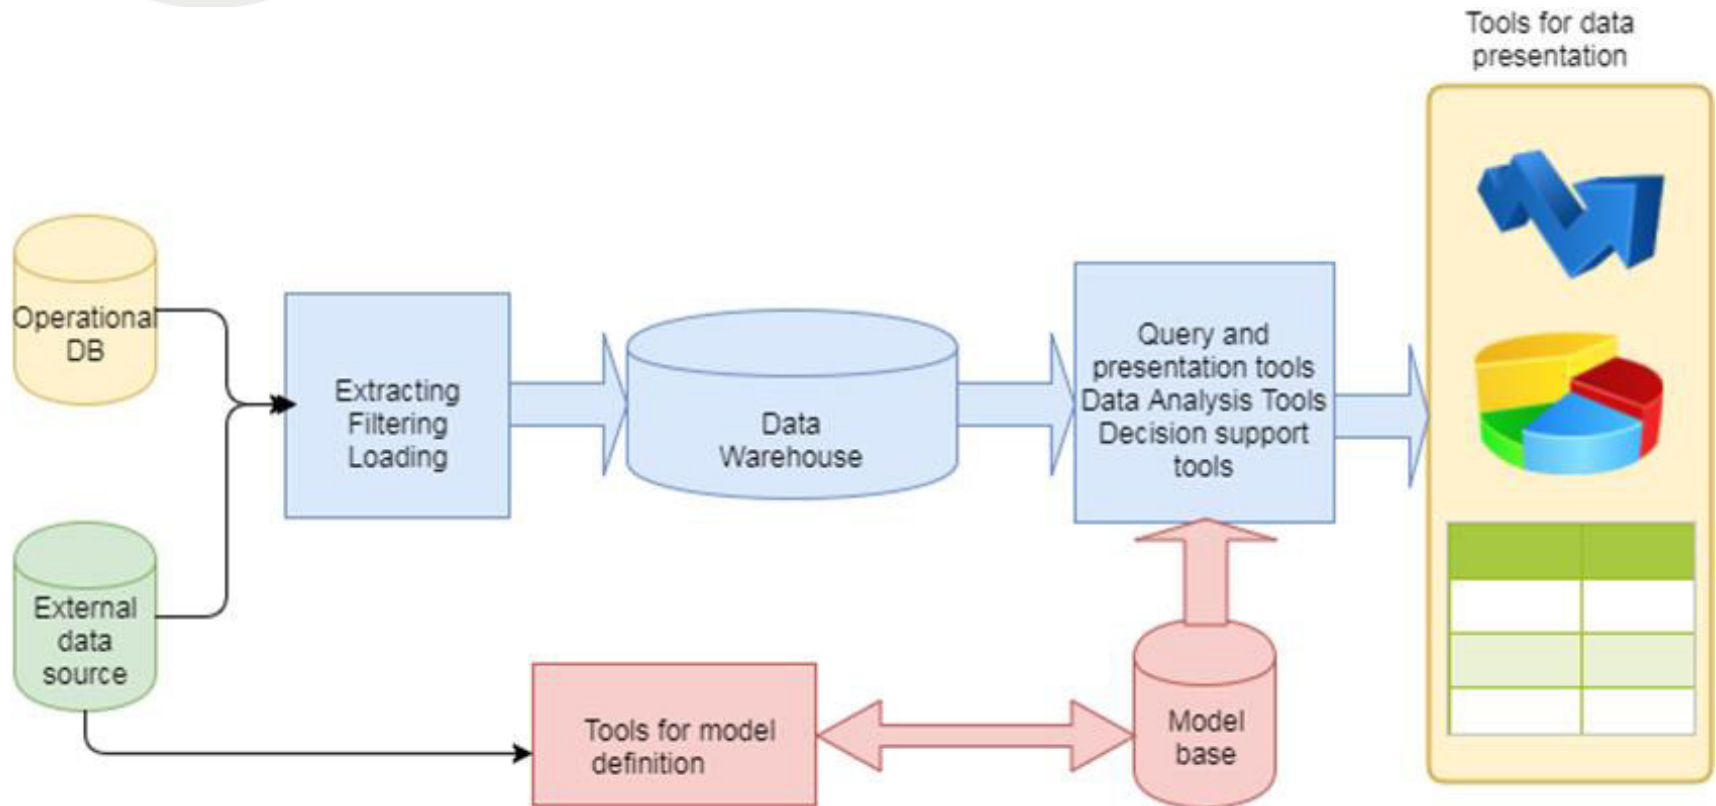 Tools for data
presentation
Operational
DB
Extracting
Filtering
Loading
Data
Warehouse
Query and
presentation tools
Data Analysis Tools
Decision support
tools
External
data
source
Tools for model
definition
Model
base